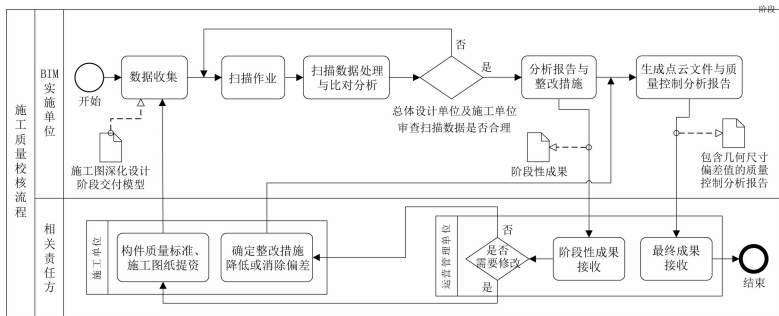 阶段
施工质量校核流程
BIM
实施单位
开始
数据收集
扫描作业
扫描数据处理
与比对分析
否
是
总体设计单位及施工单位
审查扫描数据是否合理
分析报告与
整改措施
生成点云文件与质
量控制分析报告
施工图深化设计
阶段交付模型
阶段性成果
包含几何尺寸
偏差值的质量
控制分析报告
相关责任方
施工单位
构件质量标准、
施工图纸提资
确定整改措施
降低或消除偏差
运营管理单位
否
是否
需要修改
是
阶段性成果
接收
最终成果
接收
结束